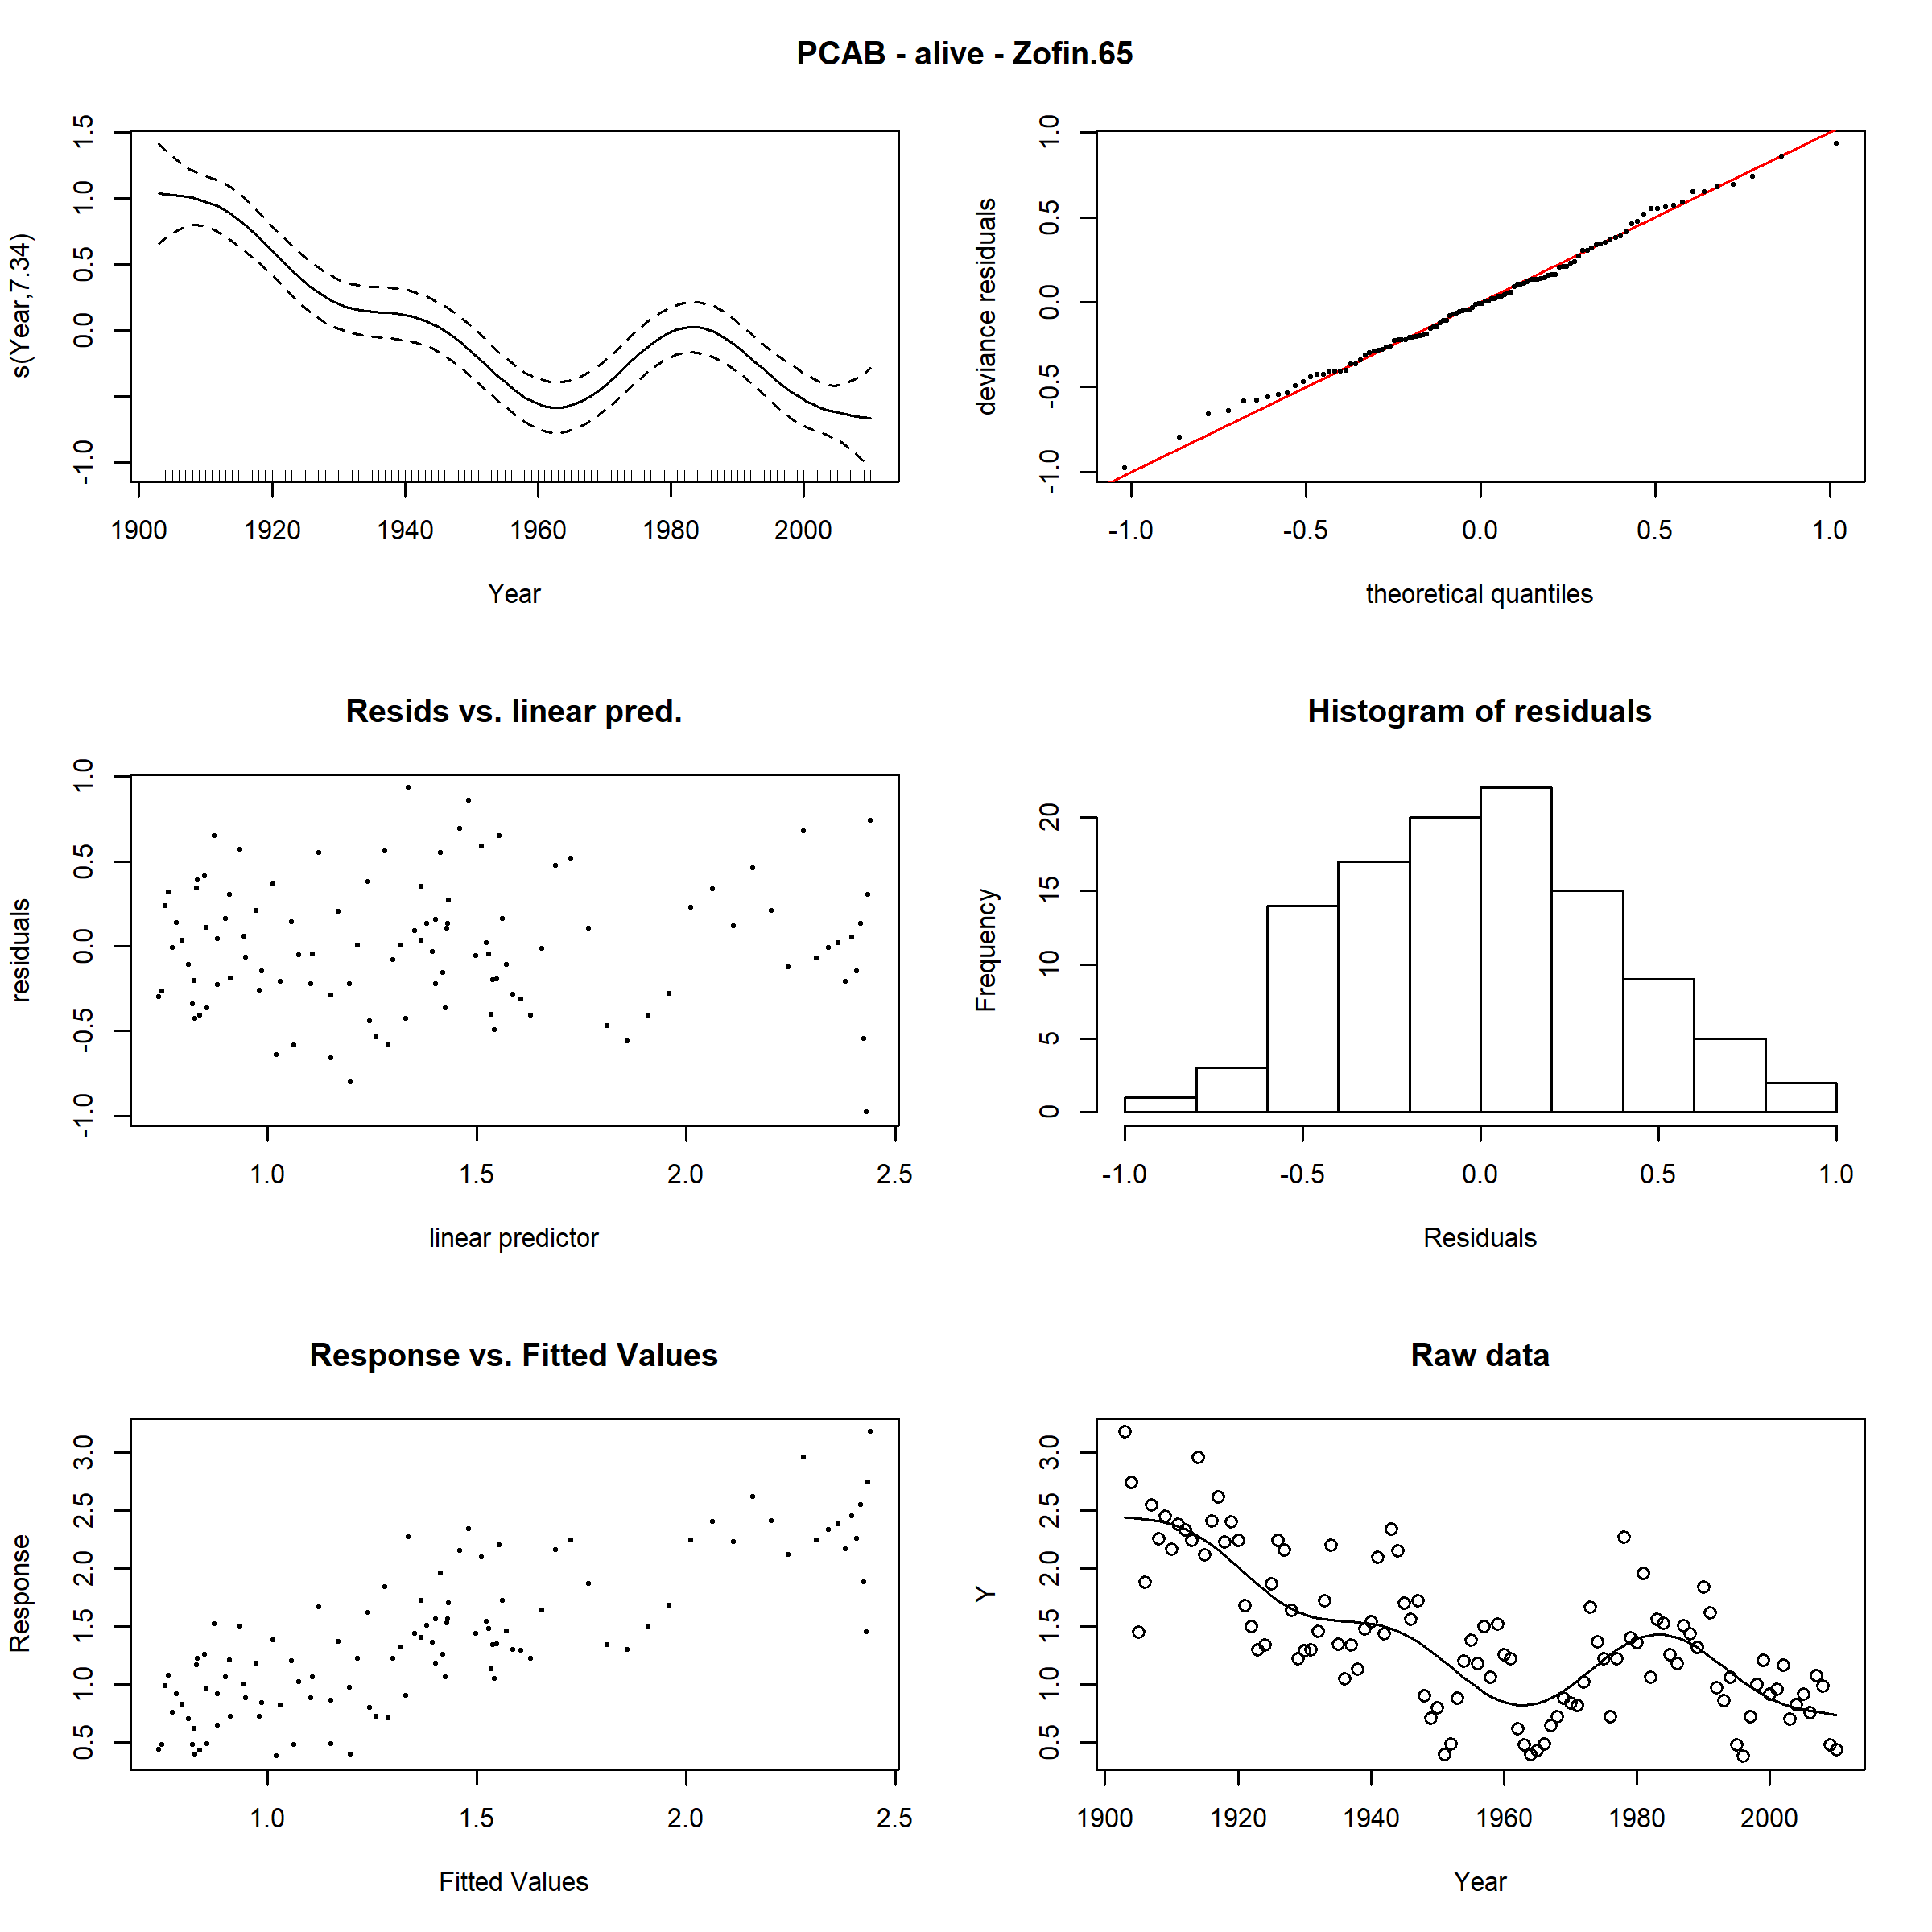 PCAB - alive - Zofin.65
s(Year,7.34)
1.5
1.0
0.5
0.0
-1.0
1900 1920 1940 1960 1980 2000
Year
deviance residuals
1.0
0.5
0.0
-0.5
-1.0
-1.0 -0.5 0.0 0.5 1.0
theoretical quantiles
Resids vs. linear pred.
residuals
1.0
0.5
0.0
-0.5
-1.0
1.0 1.5 2.0 2.5
linear predictor
Histogram of residuals
Frequency
20
15
10
5
0
-1.0 -0.5 0.0 0.5 1.0
Residuals
Response vs. Fitted Values
Response
3.0
2.5
2.0
1.5
1.0
0.5
1.0 1.5 2.0 2.5
Fitted Values
Raw data
Y
3.0
2.5
2.0
1.5
1.0
0.5
1900 1920 1940 1960 1980 2000
Year